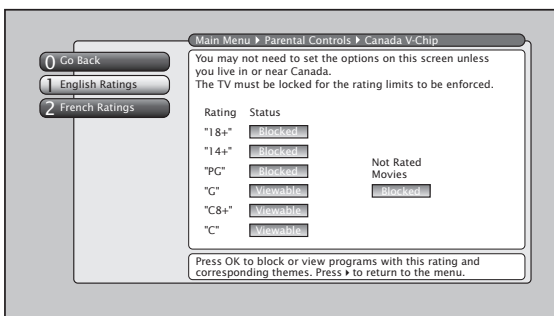 Main Menu ▸ Parental Controls ▸ Canada V-Chip
0 Go Back
1 English Ratings
2 French Ratings
You may not need to set the options on this screen unless
you live in or near Canada.
The TV must be locked for the rating limits to be enforced.
Rating Status
"18+" Blocked
"14+" Blocked
"PG" Blocked
"G" Viewable
"C8+" Viewable
"C" Viewable
Not Rated
Movies
Blocked
Press OK to block or view programs with this rating and
corresponding themes. Press ▸ to return to the menu.